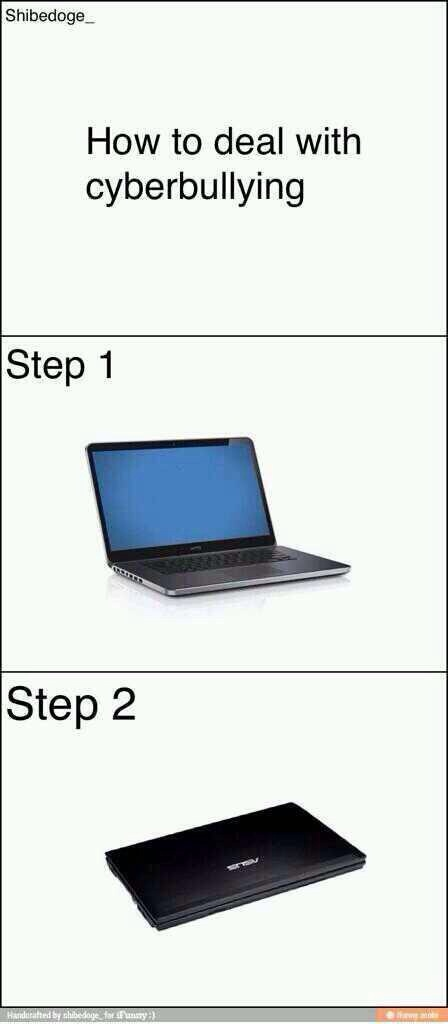 Shibedoge_
How to deal with
cyberbullying
Step 1
Step 2
ASUS
Handcrafted by shibedoge_ for iFunny :)